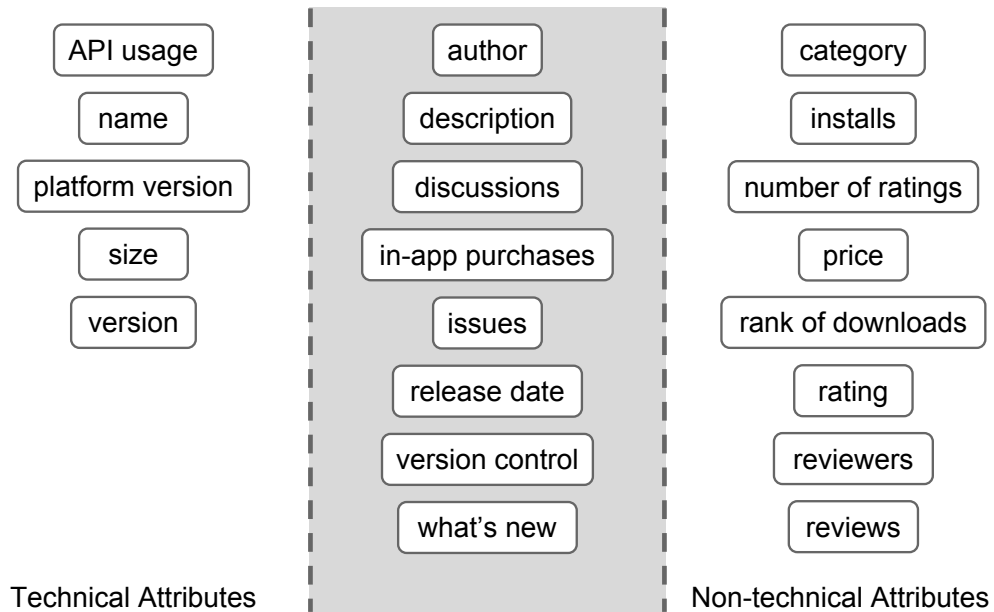 API usage
name
platform version
size
version
Technical Attributes
author
description
discussions
in-app purchases
issues
release date
version control
what's new
category
installs
number of ratings
price
rank of downloads
rating
reviewers
reviews
Non-technical Attributes